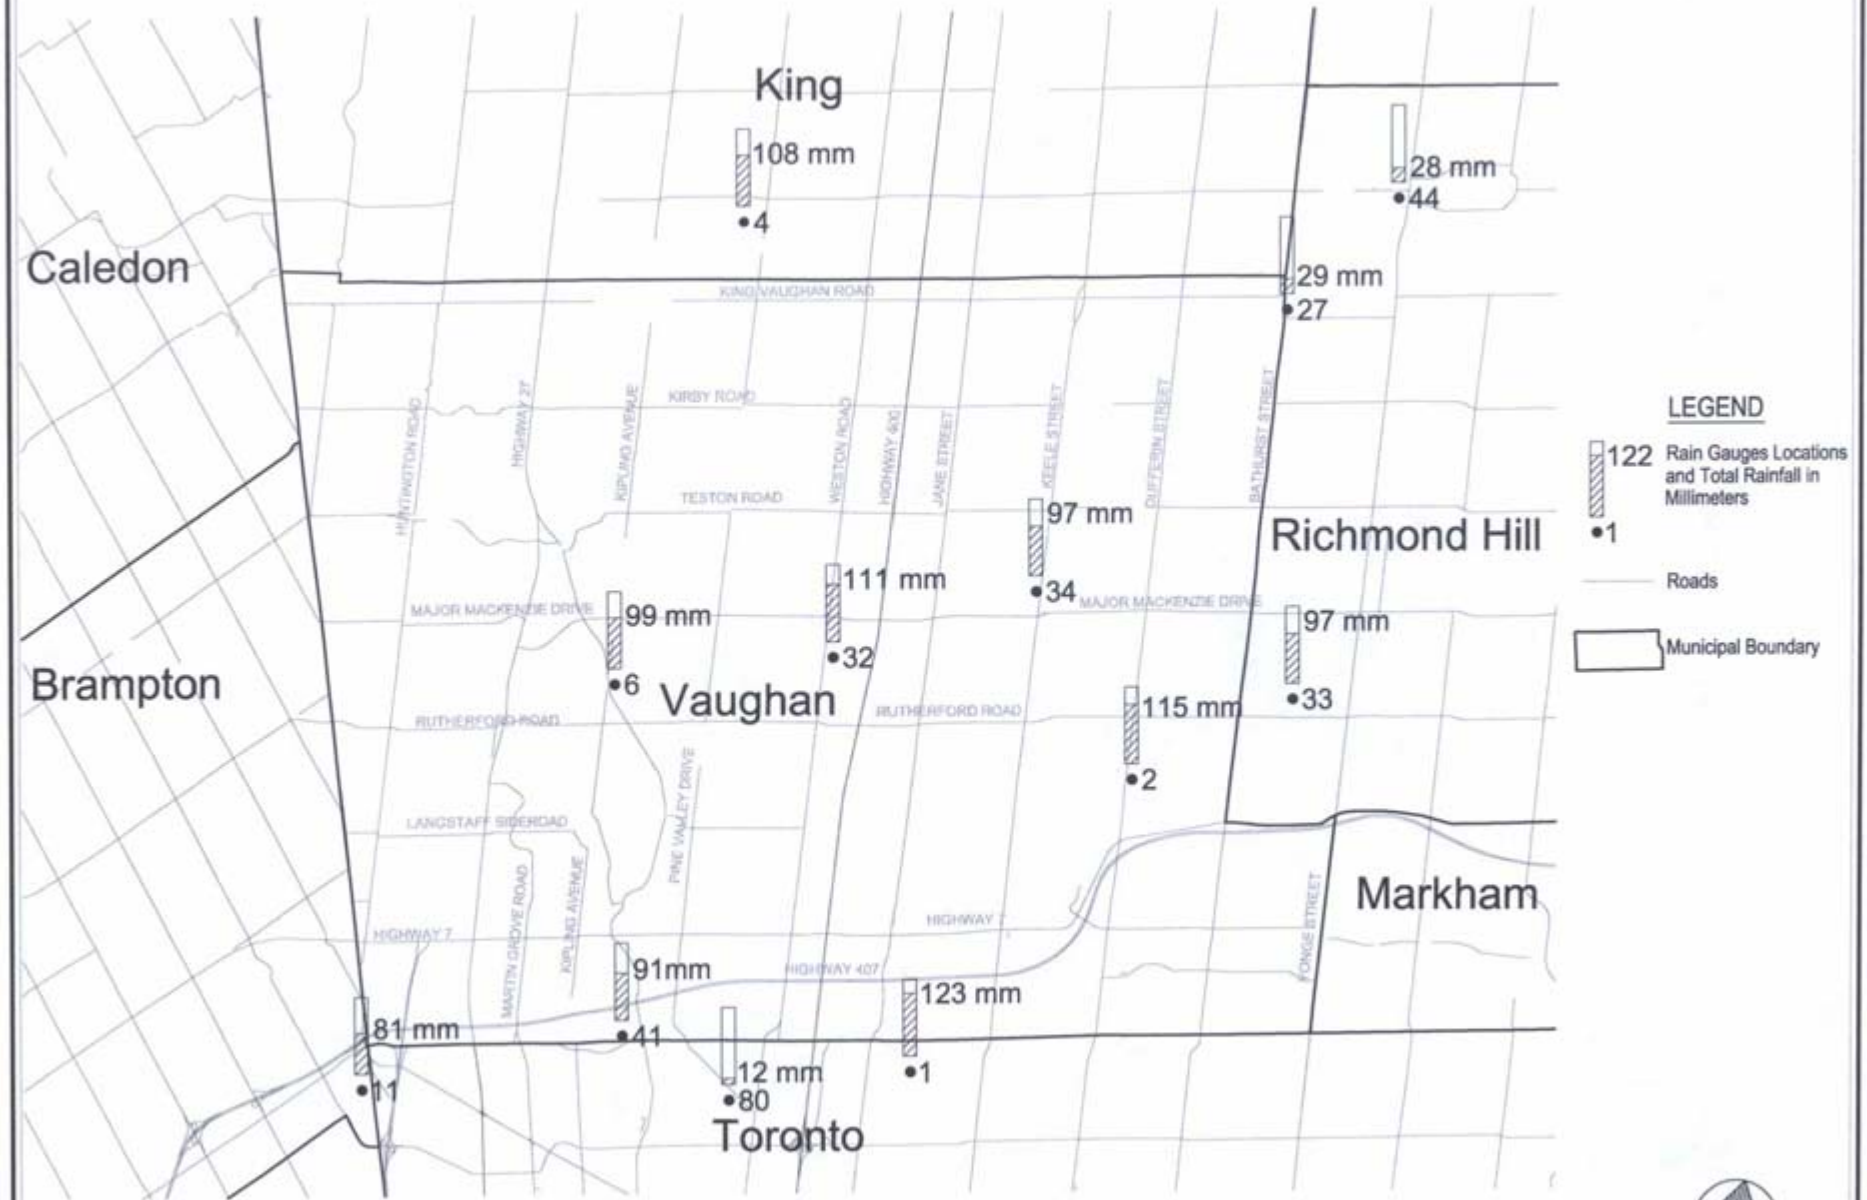 King
108 mm
4
28 mm
44
Caledon
29 mm
27
KING VAUGHAN ROAD
KIRBY ROAD
HUNTINGTON ROAD
HIGHWAY 27
KIPLING AVENUE
WESTON ROAD
HIGHWAY 400
JANE STREET
KEELE STREET
DUFFERIN STREET
BATHURST STREET
LEGEND
122
Rain Gauges Locations
and Total Rainfall in
Millimeters
1
Roads
Municipal Boundary
TESTON ROAD
97 mm
34
Richmond Hill
111 mm
32
MAJOR MACKENZIE DRIVE
99 mm
6
MAJOR MACKENZIE DRIVE
97 mm
33
Brampton
Vaughan
RUTHERFORD ROAD
RUTHERFORD ROAD
115 mm
2
PINE VALLEY DRIVE
LANGSTAFF SIDEROAD
MARTIN GROVE ROAD
KIPLING AVENUE
Markham
YONGE STREET
HIGHWAY 7
HIGHWAY 7
91mm
41
HIGHWAY 407
123 mm
1
81 mm
11
12 mm
80
Toronto